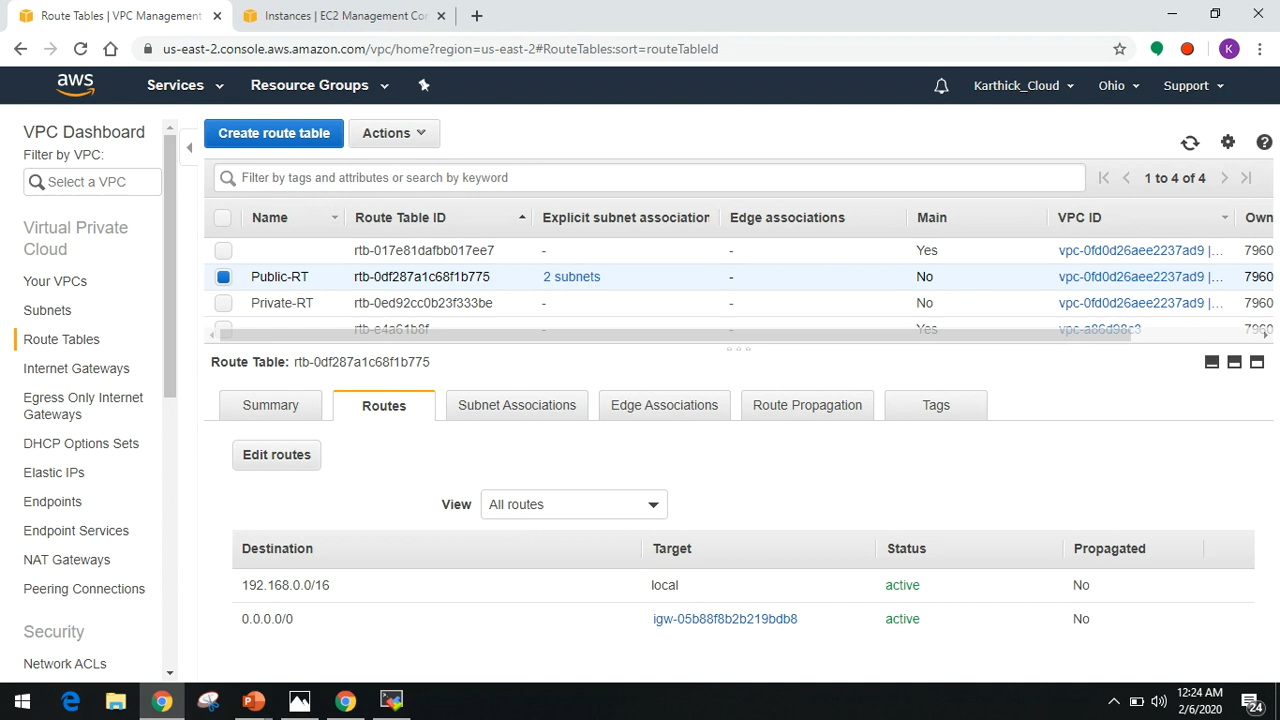 Route Tables | VPC Management
Instances | EC2 Management Con
us-east-2.console.aws.amazon.com/vpc/home?region=us-east-2#RouteTables:sort=routeTableId
K
aws
Services
Resource Groups
Karthick_Cloud
Ohio
Support
VPC Dashboard
Filter by VPC:
Select a VPC
Virtual Private
Cloud
Your VPCs
Subnets
Route Tables
Internet Gateways
Egress Only Internet
Gateways
DHCP Options Sets
Elastic IPs
Endpoints
Endpoint Services
NAT Gateways
Peering Connections
Security
Network ACLs
Create route table
Actions
Filter by tags and attributes or search by keyword
1 to 4 of 4
Name Route Table ID Explicit subnet association Edge associations Main VPC ID Own
rtb-017e81dafbb017ee7 - - Yes vpc-0fd0d26aee2237ad9 |... 7960
Public-RT rtb-0df287a1c68f1b775 2 subnets - No vpc-0fd0d26aee2237ad9 |... 7960
Private-RT rtb-0ed92cc0b23f333be - - No vpc-0fd0d26aee2237ad9 |... 7960
rtb-e4a61b8f - - Yes vpc-a86d98c3 7960
Route Table: rtb-0df287a1c68f1b775
Summary Routes Subnet Associations Edge Associations Route Propagation Tags
Edit routes
View All routes
Destination Target Status Propagated
192.168.0.0/16 local active No
0.0.0.0/0 igw-05b88f8b2b219bdb8 active No
12:24 AM
2/6/2020
24